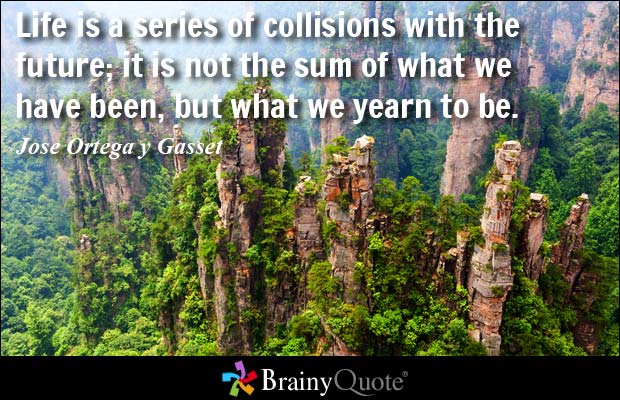 Life is a series of collisions with the
future; it is not the sum of what we
have been, but what we yearn to be.
Jose Ortega y Gasset
BrainyQuote®